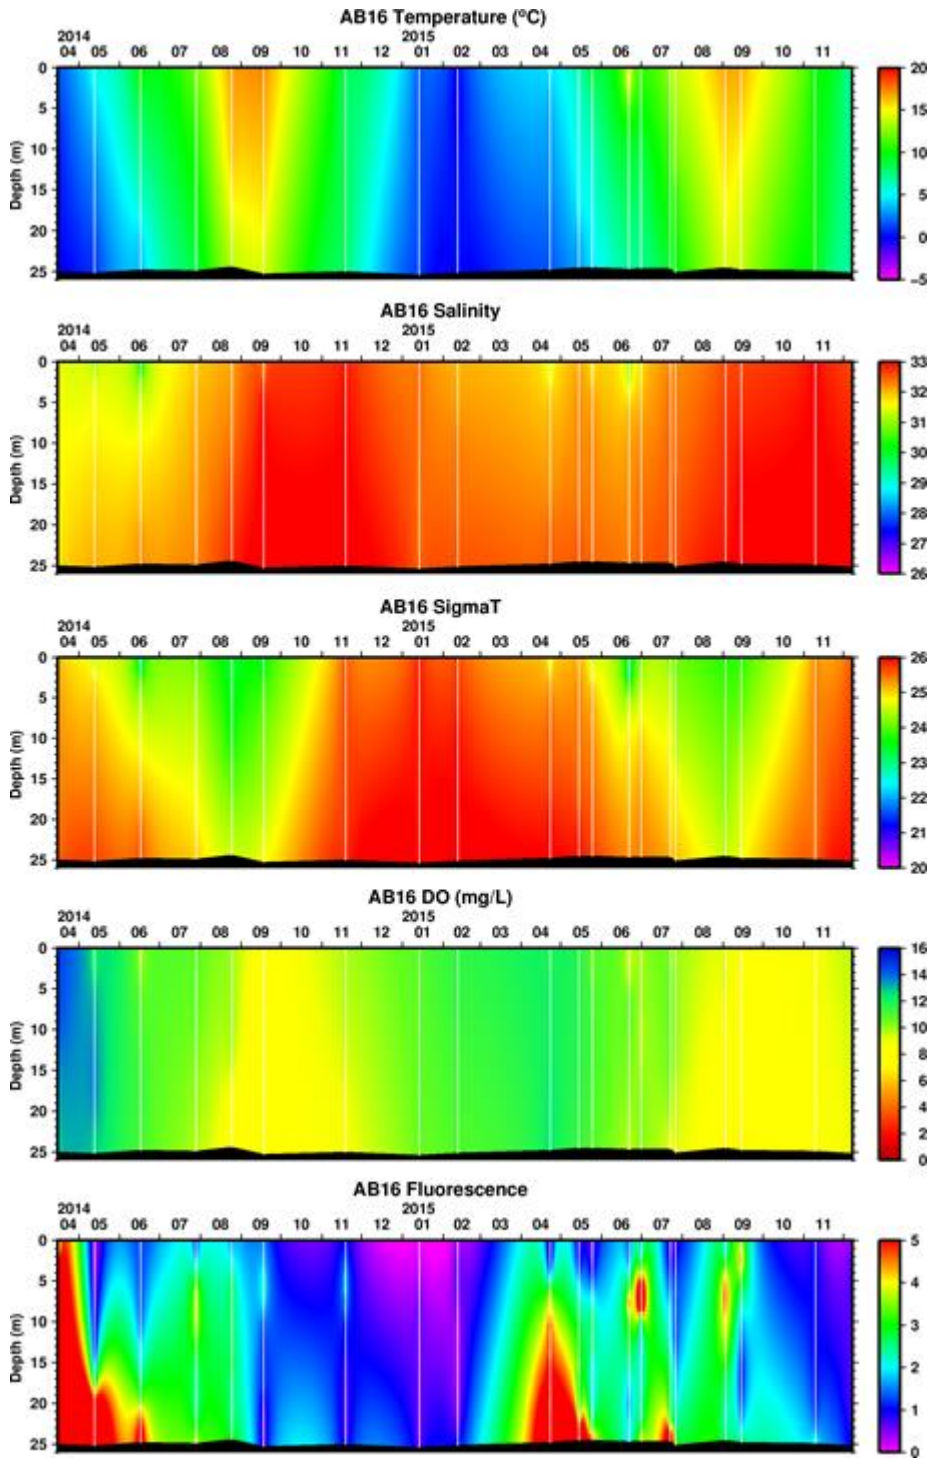 AB16 Temperature (°C)
2014 2015
04 05 06 07 08 09 10 11 12 01 02 03 04 05 06 07 08 09 10 11
0 5 10 15 20 25
Depth (m)
20 15 10 5 0 −5
AB16 Salinity
2014 2015
04 05 06 07 08 09 10 11 12 01 02 04 05 06 07 08 09 10 11
0 5 10 15 20 25
Depth (m)
33 32 31 30 29 28 27 26
AB16 SigmaT
2014 2015
04 05 06 07 08 09 10 11 12 01 02 04 05 06 07 08 09 10 11
0 5 10 15 20 25
Depth (m)
26 25 24 23 22 21 20
AB16 DO (mg/L)
2014 2015
04 05 06 07 08 09 10 11 12 01 02 04 05 06 07 08 09 10 11
0 5 10 15 20 25
Depth (m)
16 14 12 10 8 6 4 2 0
AB16 Fluorescence
2014 2015
04 05 06 07 08 09 10 11 12 01 02 04 05 06 07 08 09 10 11
0 5 10 15 20 25
Depth (m)
5 4 3 2 1 0